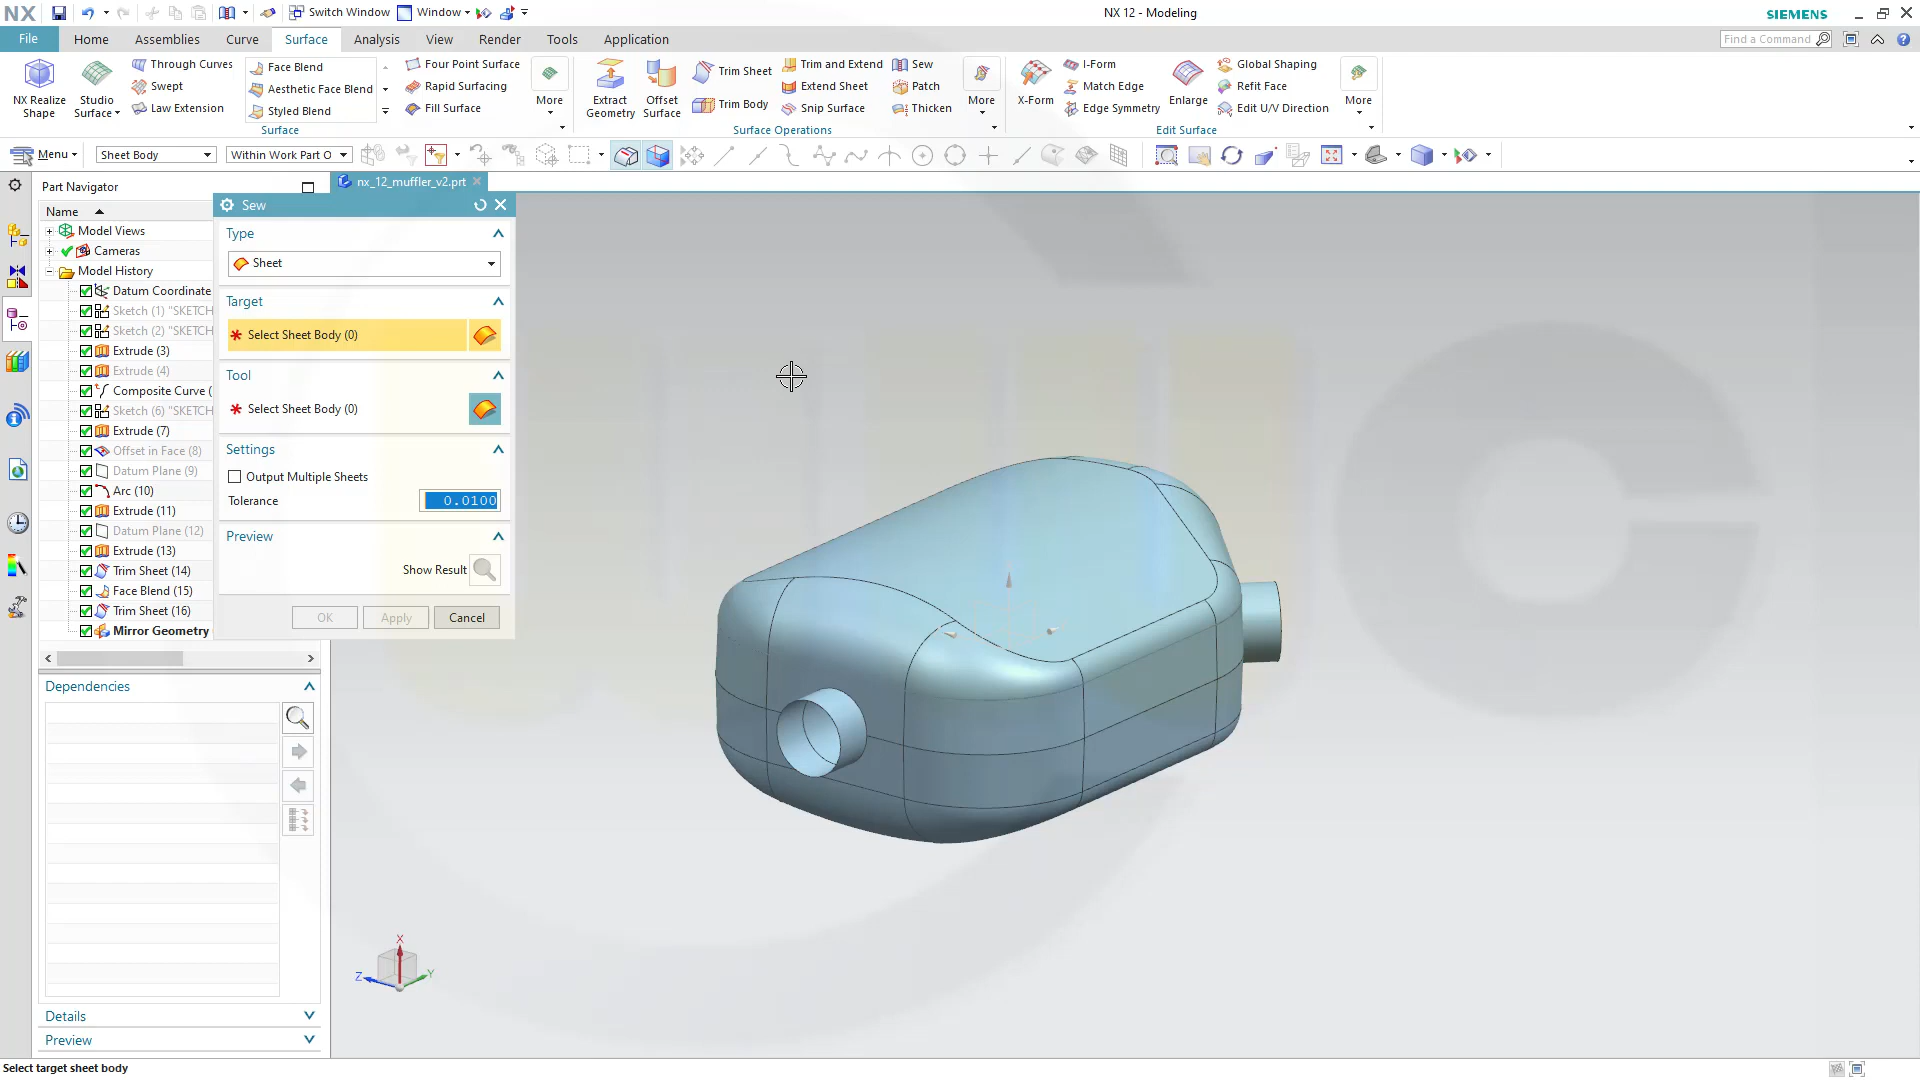 NX
Switch Window
Window
NX 12 - Modeling
SIEMENS
File
Home
Assemblies
Curve
Surface
Analysis
View
Render
Tools
Application
Find a Command
NX Realize Shape
Studio Surface
Through Curves
Swept
Law Extension
Face Blend
Aesthetic Face Blend
Styled Blend
Four Point Surface
Rapid Surfacing
Fill Surface
More
Surface
Extract Geometry
Offset Surface
Trim Sheet
Trim Body
Trim and Extend
Extend Sheet
Snip Surface
Sew
Patch
Thicken
More
Surface Operations
X-Form
I-Form
Match Edge
Edge Symmetry
Enlarge
Global Shaping
Refit Face
Edit U/V Direction
More
Edit Surface
Menu
Sheet Body
Within Work Part O
Part Navigator
nx_12_muffler_v2.prt
Name
Model Views
Cameras
Model History
Datum Coordinate
Sketch (1) "SKETCH
Sketch (2) "SKETCH
Extrude (3)
Extrude (4)
Composite Curve (
Sketch (6) "SKETCH
Extrude (7)
Offset in Face (8)
Datum Plane (9)
Arc (10)
Extrude (11)
Datum Plane (12)
Extrude (13)
Trim Sheet (14)
Face Blend (15)
Trim Sheet (16)
Mirror Geometry
Sew
Type
Sheet
Target
* Select Sheet Body (0)
Tool
* Select Sheet Body (0)
Settings
Output Multiple Sheets
Tolerance
0.0100
Preview
Show Result
OK
Apply
Cancel
Dependencies
Details
Preview
X
Y
Z
Select target sheet body